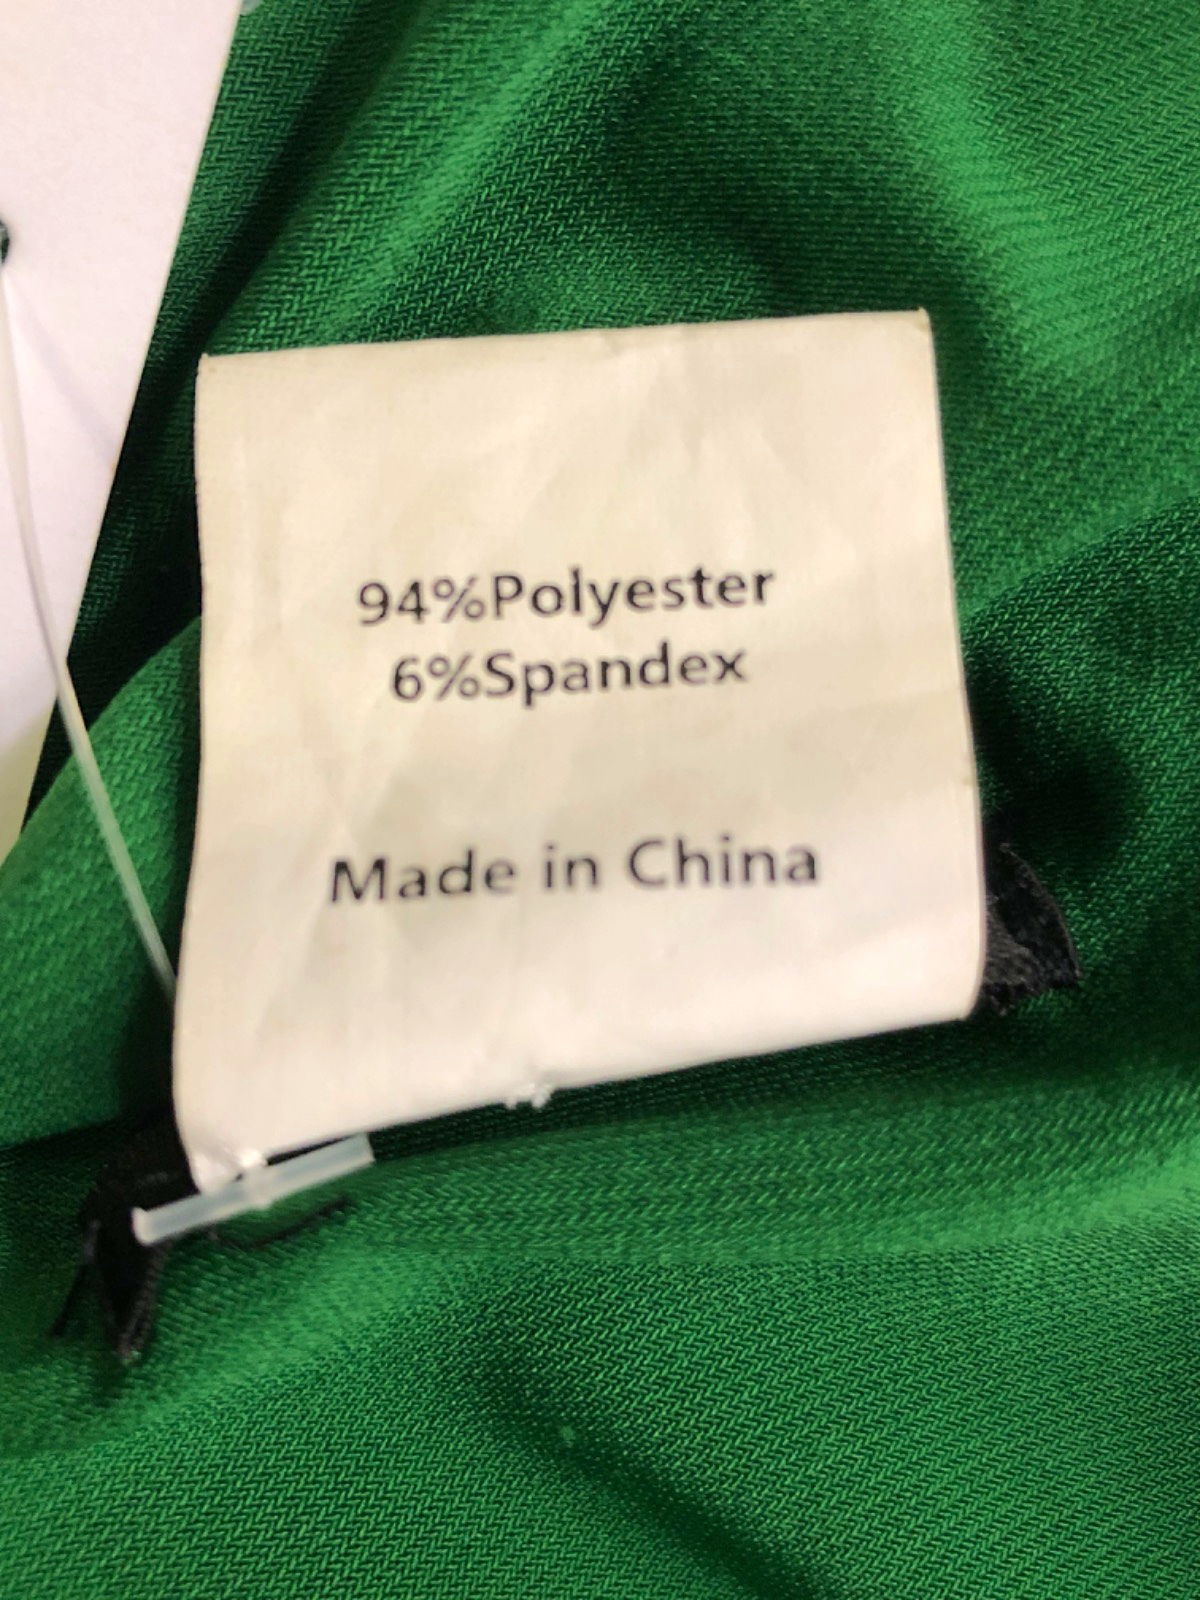 94%Polyester
6%Spandex
Made in China